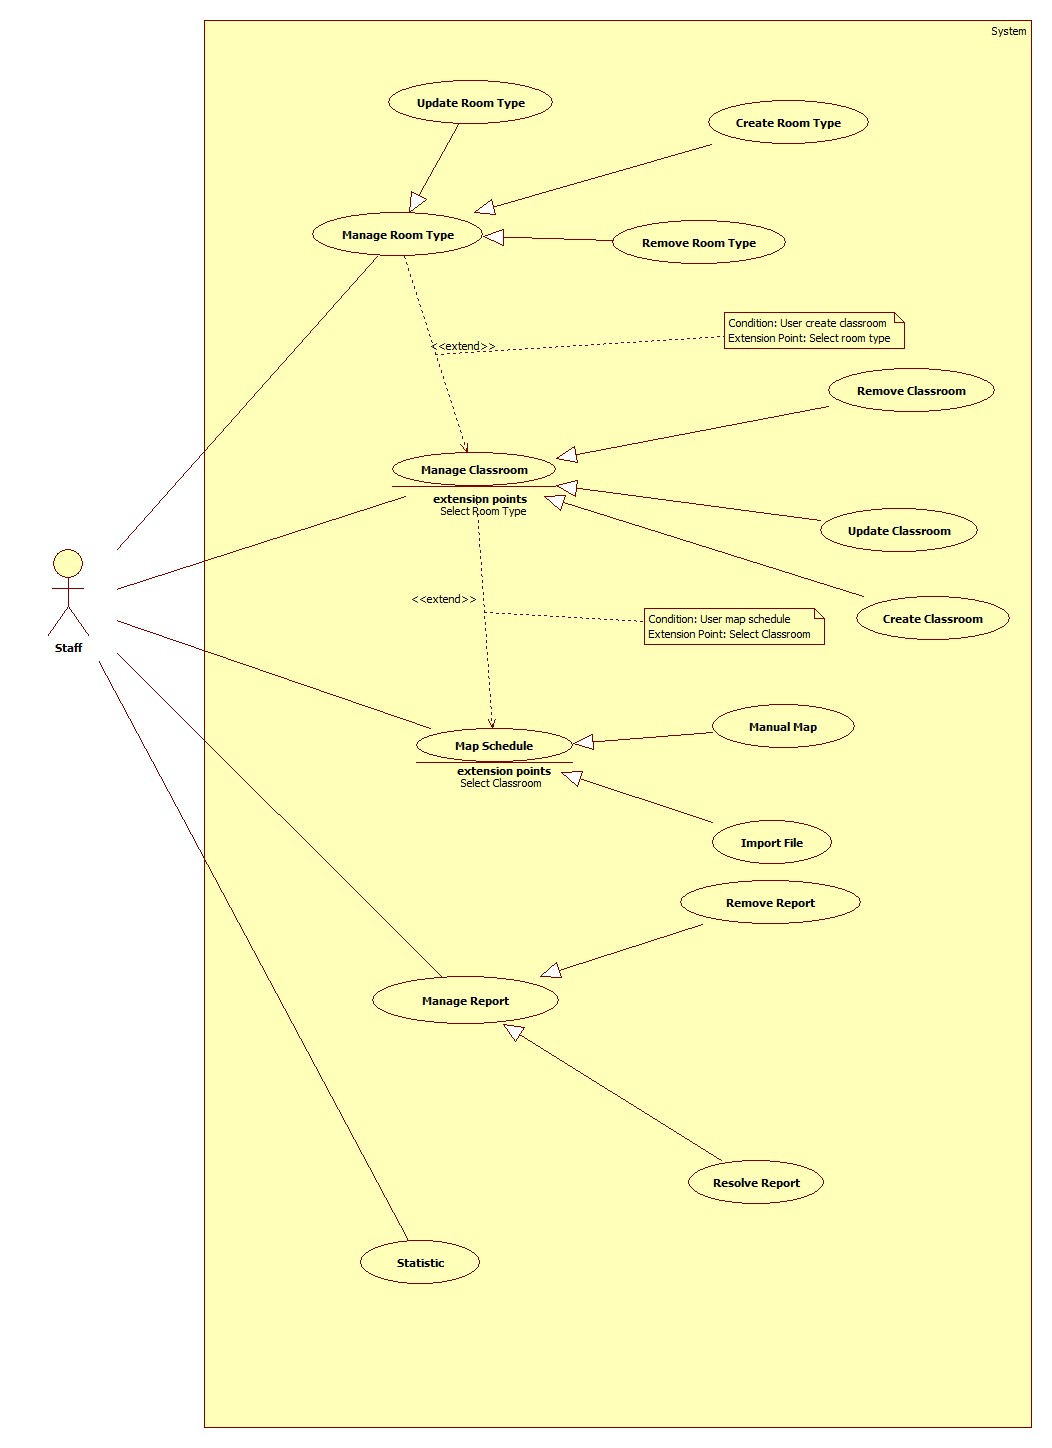 System
Update Room Type
Create Room Type
Manage Room Type
Remove Room Type
Condition: User create classroom
Extension Point: Select room type
<<extend>>
Remove Classroom
Manage Classroom
extension points
Select Room Type
Update Classroom
<<extend>>
Condition: User map schedule
Extension Point: Select Classroom
Create Classroom
Staff
Manual Map
Map Schedule
extension points
Select Classroom
Import File
Remove Report
Manage Report
Resolve Report
Statistic